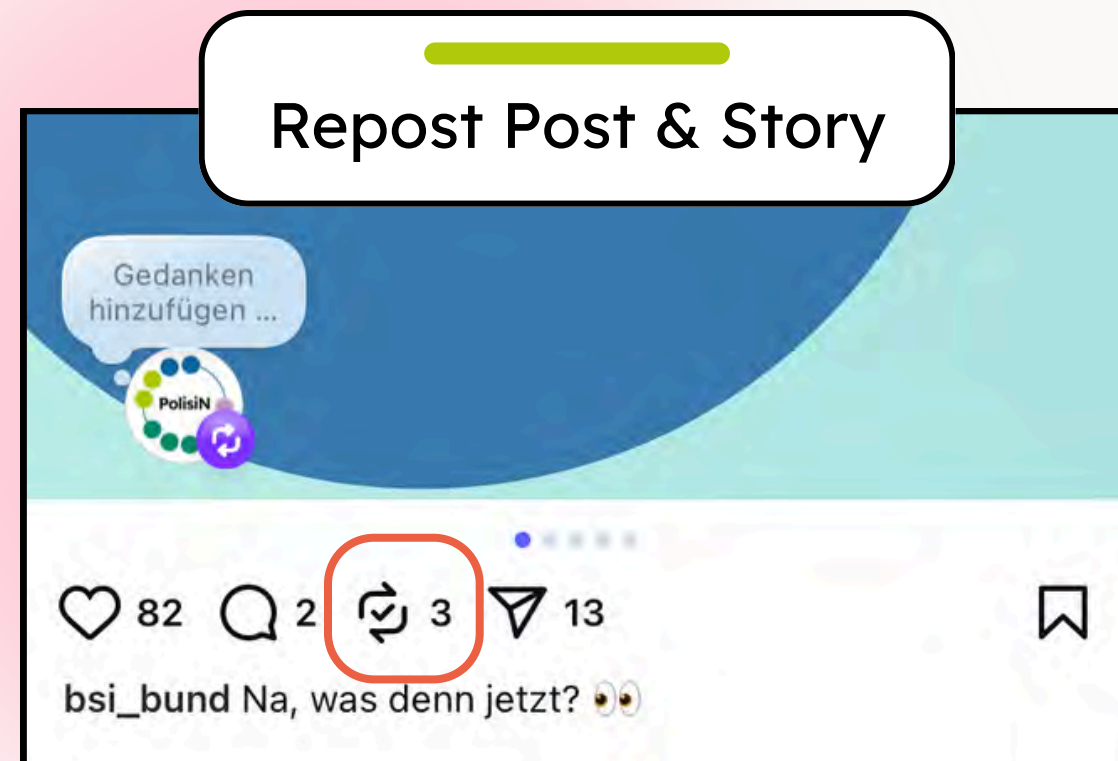 Repost Post & Story
Gedanken
hinzufügen ...
PolisiN
82 2 3 13
bsi_bund Na, was denn jetzt? 👀